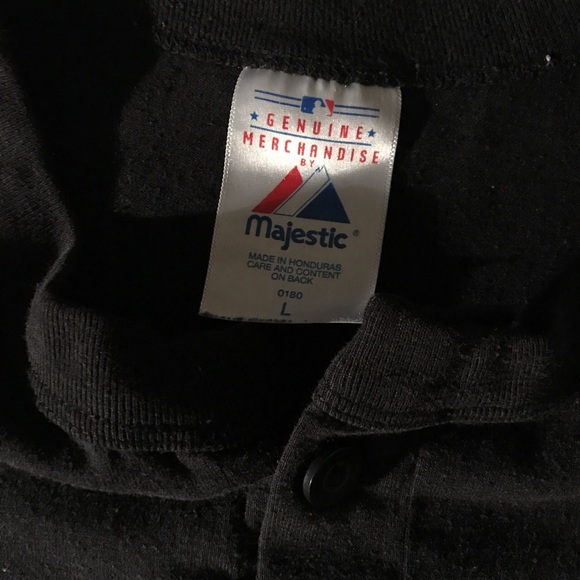 GENUINE
MERCHANDISE
BY
Majestic®
MADE IN HONDURAS
CARE AND CONTENT
ON BACK
0180
L